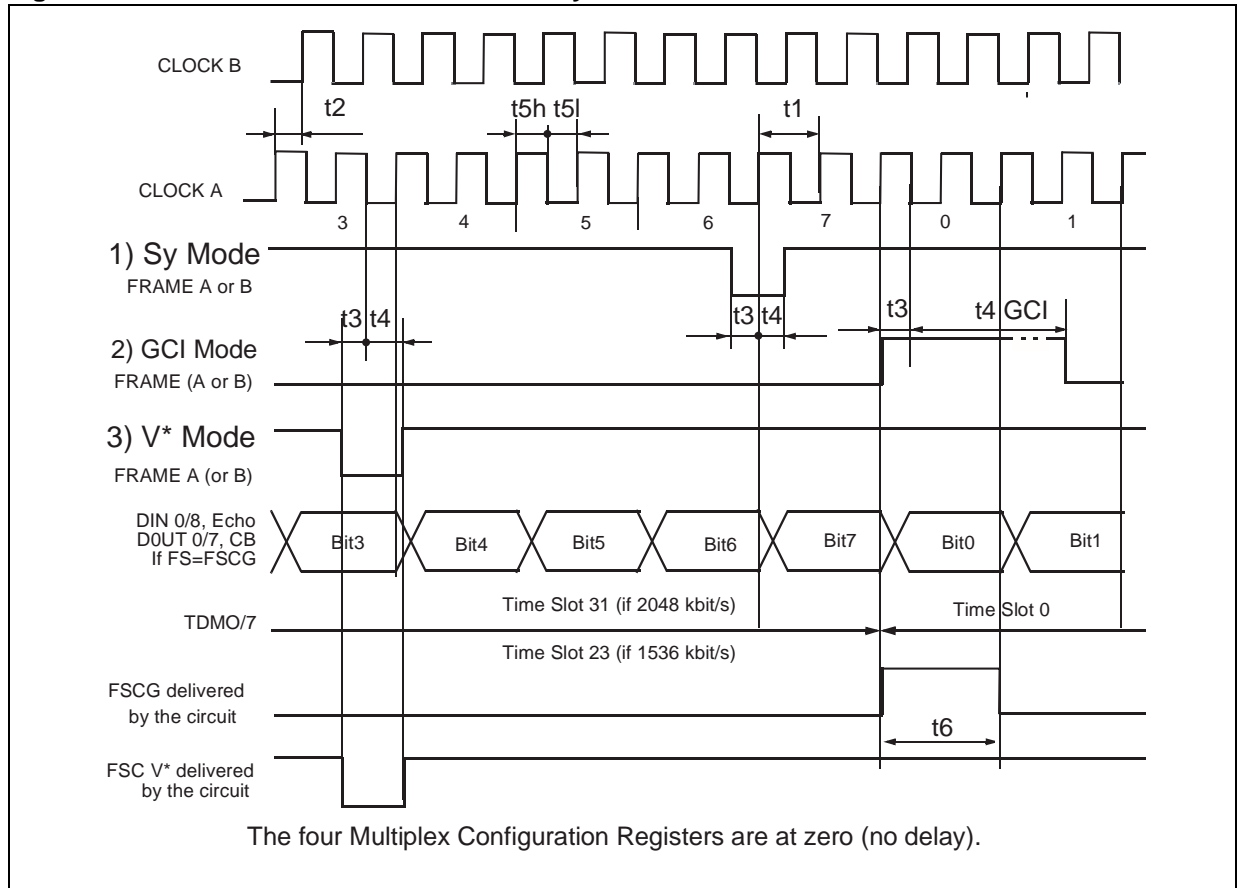 CLOCK B
t2
t5h t5l
t1
CLOCK A
3 4 5 6 7 0 1
1) Sy Mode
FRAME A or B
t3 t4
t3 t4
t3 t4 GCI
2) GCI Mode
FRAME (A or B)
3) V* Mode
FRAME A (or B)
DIN 0/8, Echo
D0UT 0/7, CB
If FS=FSCG
Bit3 Bit4 Bit5 Bit6 Bit7 Bit0 Bit1
Time Slot 31 (if 2048 kbit/s)
Time Slot 0
TDMO/7
Time Slot 23 (if 1536 kbit/s)
FSCG delivered
by the circuit
t6
FSC V* delivered
by the circuit
The four Multiplex Configuration Registers are at zero (no delay).